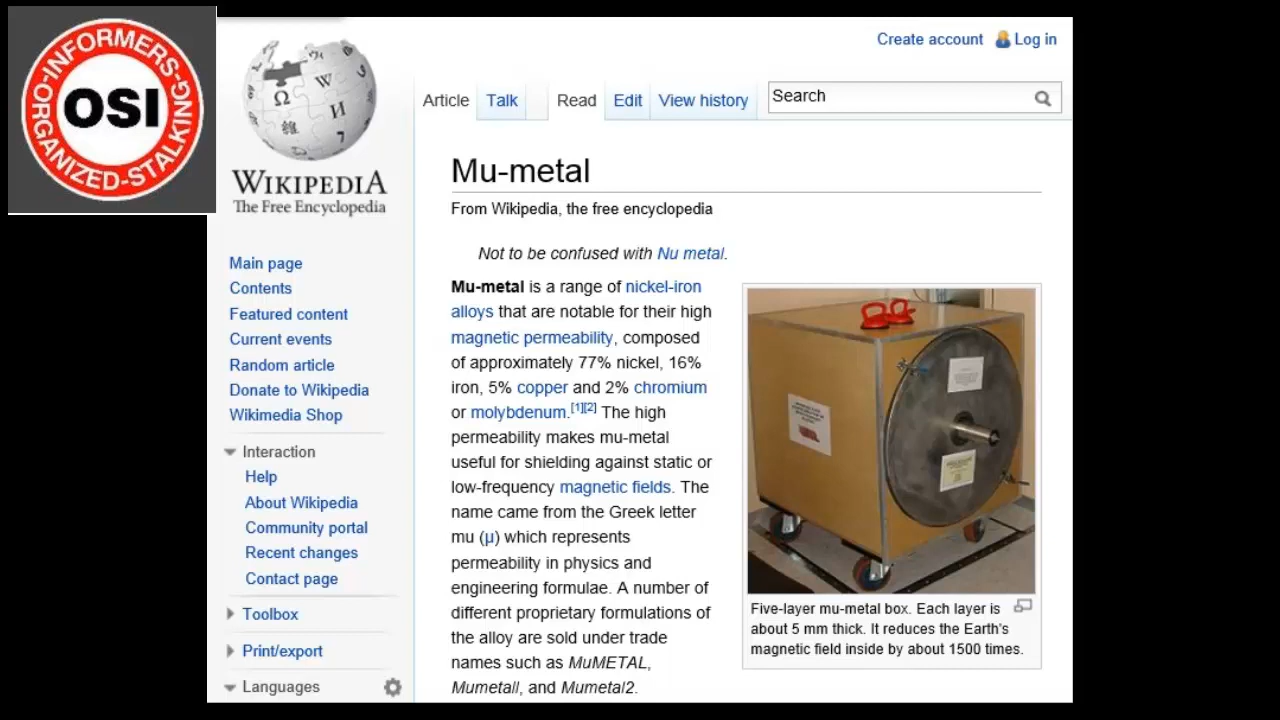 ORGANIZED-STALKING-INFORMERS-
OSI
WIKIPEDIA
The Free Encyclopedia
Main page
Contents
Featured content
Current events
Random article
Donate to Wikipedia
Wikimedia Shop
Interaction
Help
About Wikipedia
Community portal
Recent changes
Contact page
Toolbox
Print/export
Languages
Create account Log in
Article Talk Read Edit View history Search
Mu-metal
From Wikipedia, the free encyclopedia
Not to be confused with Nu metal.
Mu-metal is a range of nickel-iron
alloys that are notable for their high
magnetic permeability, composed
of approximately 77% nickel, 16%
iron, 5% copper and 2% chromium
or molybdenum.[1][2] The high
permeability makes mu-metal
useful for shielding against static or
low-frequency magnetic fields. The
name came from the Greek letter
mu (μ) which represents
permeability in physics and
engineering formulae. A number of
different proprietary formulations of
the alloy are sold under trade
names such as MuMETAL,
Mumetall, and Mumetal2.
Five-layer mu-metal box. Each layer is
about 5 mm thick. It reduces the Earth's
magnetic field inside by about 1500 times.